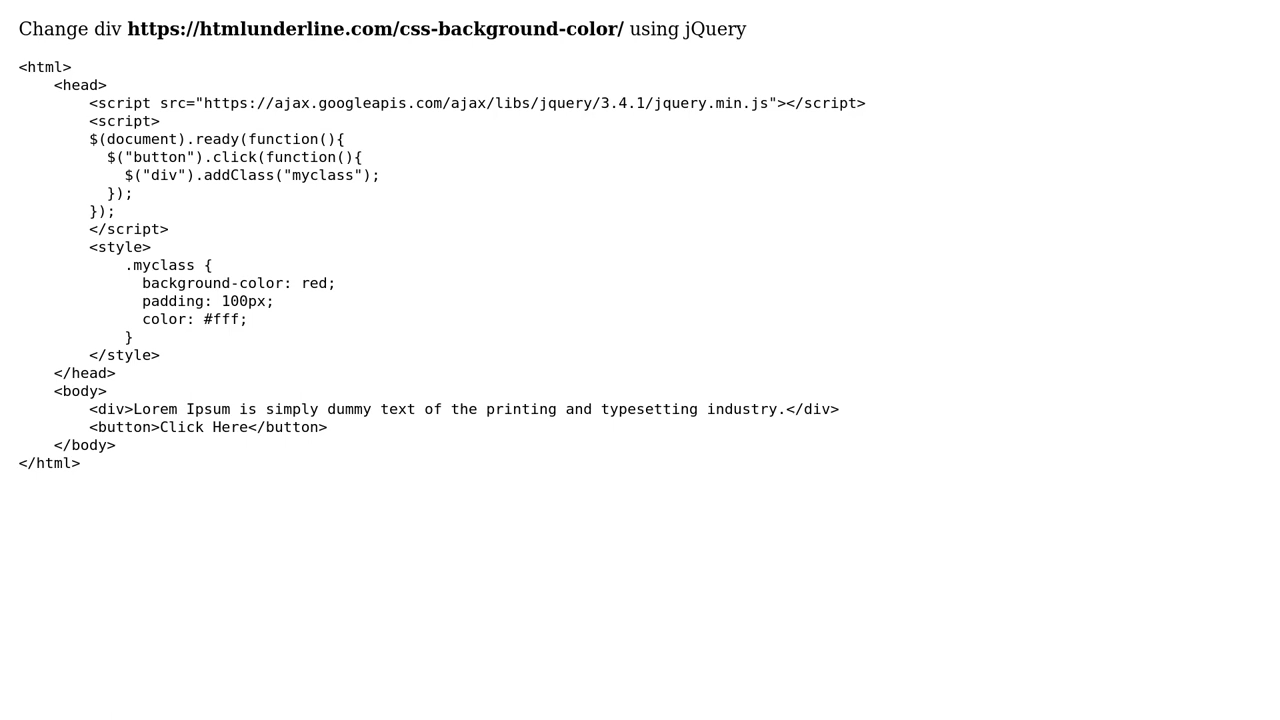 Change div https://htmlunderline.com/css-background-color/ using jQuery
<html>
    <head>
        <script src="https://ajax.googleapis.com/ajax/libs/jquery/3.4.1/jquery.min.js"></script>
        <script>
        $(document).ready(function(){
          $("button").click(function(){
            $("div").addClass("myclass");
          });
        });
        </script>
        <style>
            .myclass {
              background-color: red;
              padding: 100px;
              color: #fff;
            }
        </style>
    </head>
    <body>
        <div>Lorem Ipsum is simply dummy text of the printing and typesetting industry.</div>
        <button>Click Here</button>
    </body>
</html>